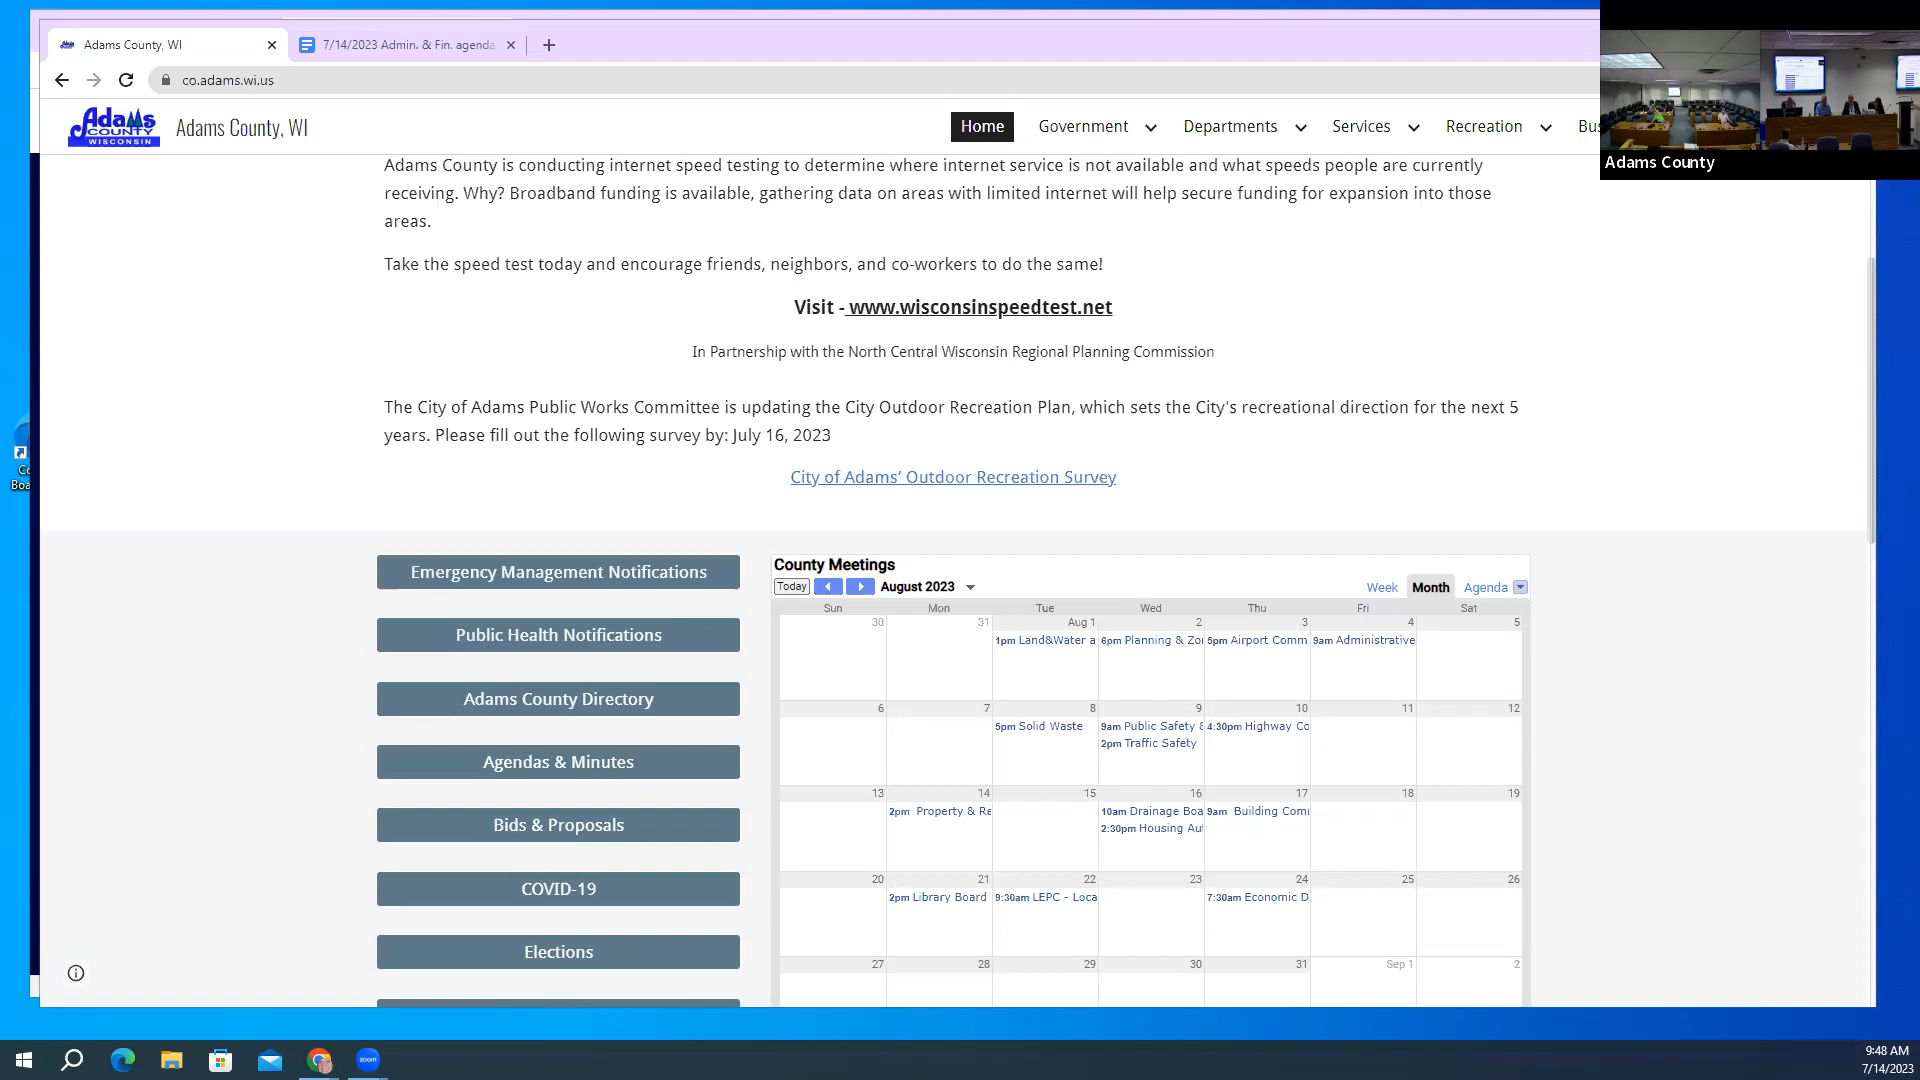 Adams County, WI
7/14/2023 Admin. & Fin. agenda
co.adams.wi.us
Adams COUNTY WISCONSIN
Adams County, WI
Home
Government
Departments
Services
Recreation
Adams County
Adams County is conducting internet speed testing to determine where internet service is not available and what speeds people are currently
receiving. Why? Broadband funding is available, gathering data on areas with limited internet will help secure funding for expansion into those
areas.
Take the speed test today and encourage friends, neighbors, and co-workers to do the same!
Visit - www.wisconsinspeedtest.net
In Partnership with the North Central Wisconsin Regional Planning Commission
The City of Adams Public Works Committee is updating the City Outdoor Recreation Plan, which sets the City's recreational direction for the next 5
years. Please fill out the following survey by: July 16, 2023
City of Adams’ Outdoor Recreation Survey
Emergency Management Notifications
Public Health Notifications
Adams County Directory
Agendas & Minutes
Bids & Proposals
COVID-19
Elections
County Meetings
Today
August 2023
Week
Month
Agenda
Sun Mon Tue Wed Thu Fri Sat
30 31 Aug 1 2 3 4 5
1pm Land&Water a
6pm Planning & Zo
5pm Airport Comm
9am Administrative
6 7 8 9 10 11 12
5pm Solid Waste
9am Public Safety &
4:30pm Highway Co
2pm Traffic Safety
13 14 15 16 17 18 19
2pm Property & Re
10am Drainage Boa
9am Building Com
2:30pm Housing Au
20 21 22 23 24 25 26
2pm Library Board
9:30am LEPC - Loca
7:30am Economic D
27 28 29 30 31 Sep 1 2
zoom
9:48 AM
7/14/2023